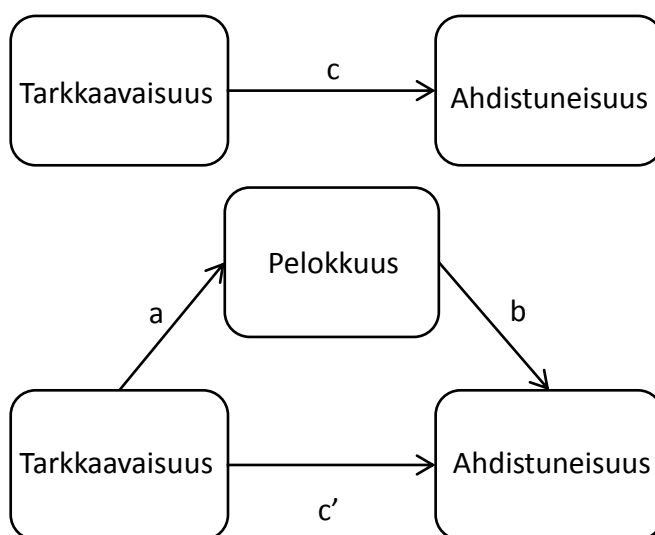 c
Tarkkaavaisuus
Ahdistuneisuus
Pelokkuus
a
b
Tarkkaavaisuus
Ahdistuneisuus
c’